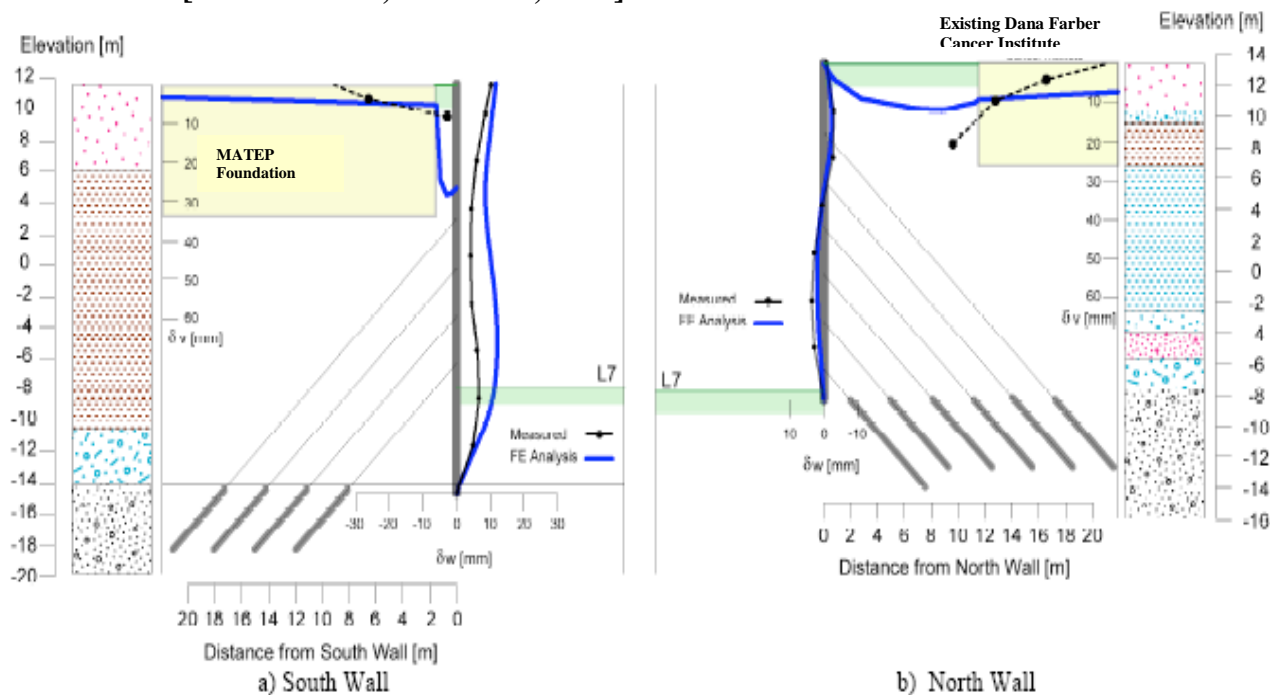 Existing Dana Farber
Cancer Institute
Elevation [m]
Elevation [m]
12
10
8
6
4
2
0
-2
-4
-6
-8
-10
-12
-14
-16
-18
-20
MATEP
Foundation
10
20
30
40
50
60
δv [mm]
L7
Measured
FE Analysis
-30 -20 -10 0 10 20 30
δw [mm]
20 18 16 14 12 10 8 6 4 2 0
Distance from South Wall [m]
a) South Wall
10
20
30
40
50
60
δv [mm]
Measured
FE Analysis
L7
10 0 -10
δw [mm]
0 2 4 6 8 10 12 14 16 18 20
Distance from North Wall [m]
b) North Wall
14
12
10
8
6
4
2
0
-2
-4
-6
-8
-10
-12
-14
-16